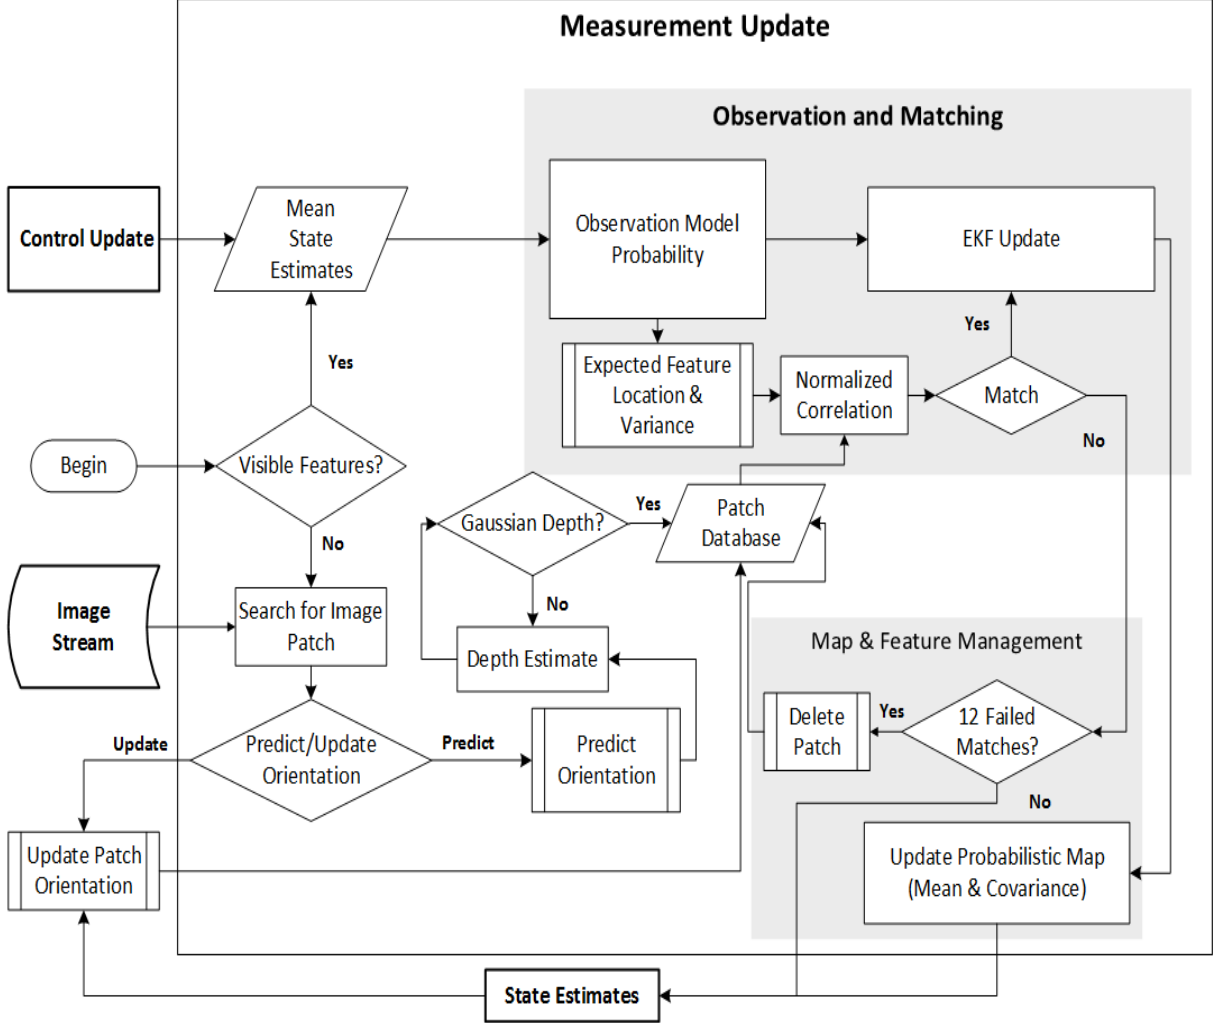 Measurement Update
Observation and Matching
Control Update
Mean
State
Estimates
Observation Model
Probability
EKF Update
Yes
Yes
Expected Feature
Location &
Variance
Normalized
Correlation
Match
No
Begin
Visible Features?
Gaussian Depth?
Yes
Patch
Database
No
Image
Stream
Search for Image
Patch
No
Depth Estimate
Map & Feature Management
Update
Predict/Update
Orientation
Predict
Predict
Orientation
Delete
Patch
Yes
12 Failed
Matches?
No
Update Patch
Orientation
Update Probabilistic Map
(Mean & Covariance)
State Estimates